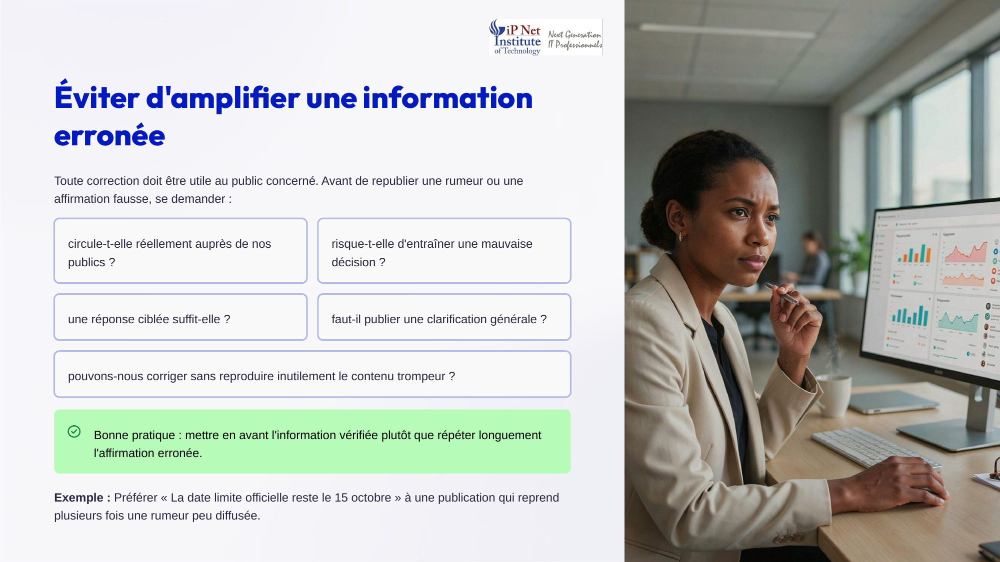 iP Net
Institute
of Technology
Next Generation
IT Professionnels
Éviter d'amplifier une information
erronée
Toute correction doit être utile au public concerné. Avant de republier une rumeur ou une
affirmation fausse, se demander :
circule-t-elle réellement auprès de nos
publics ?
risque-t-elle d'entraîner une mauvaise
décision ?
une réponse ciblée suffit-elle ?
faut-il publier une clarification générale ?
pouvons-nous corriger sans reproduire inutilement le contenu trompeur ?
Bonne pratique : mettre en avant l'information vérifiée plutôt que répéter longuement
l'affirmation erronée.
Exemple : Préférer « La date limite officielle reste le 15 octobre » à une publication qui reprend
plusieurs fois une rumeur peu diffusée.